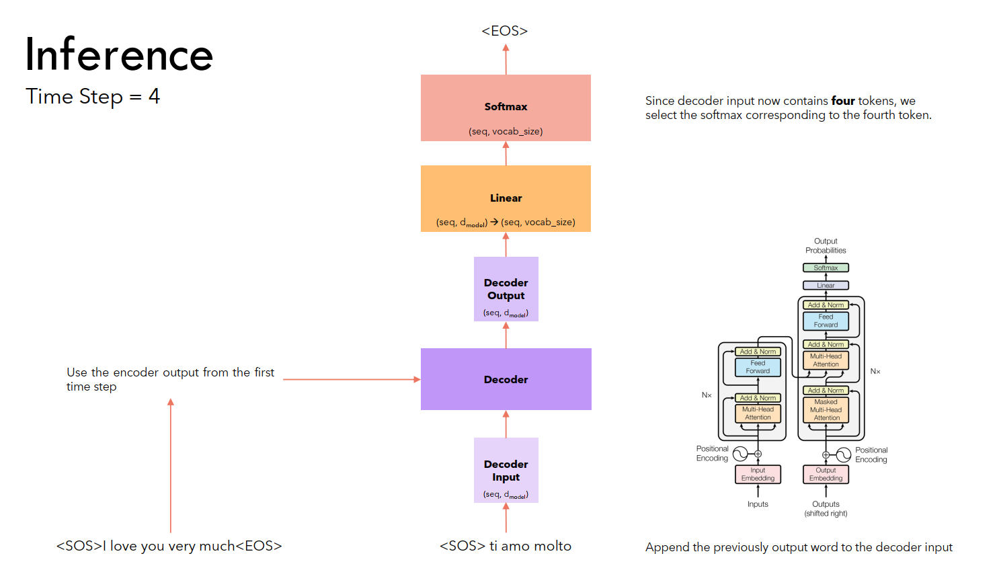 Inference
Time Step = 4
<EOS>
Softmax
(seq, vocab_size)
Since decoder input now contains four tokens, we
select the softmax corresponding to the fourth token.
Linear
(seq, dmodel) → (seq, vocab_size)
Decoder
Output
(seq, dmodel)
Use the encoder output from the first
time step
Decoder
Decoder
Input
(seq, dmodel)
<SOS>I love you very much<EOS>
<SOS> ti amo molto
Output
Probabilities
Softmax
Linear
Add & Norm
Feed
Forward
Add & Norm
Multi-Head
Attention
Add & Norm
Masked
Multi-Head
Attention
Nx
Add & Norm
Feed
Forward
Add & Norm
Multi-Head
Attention
Nx
Positional
Encoding
Positional
Encoding
Input
Embedding
Output
Embedding
Inputs
Outputs
(shifted right)
Append the previously output word to the decoder input